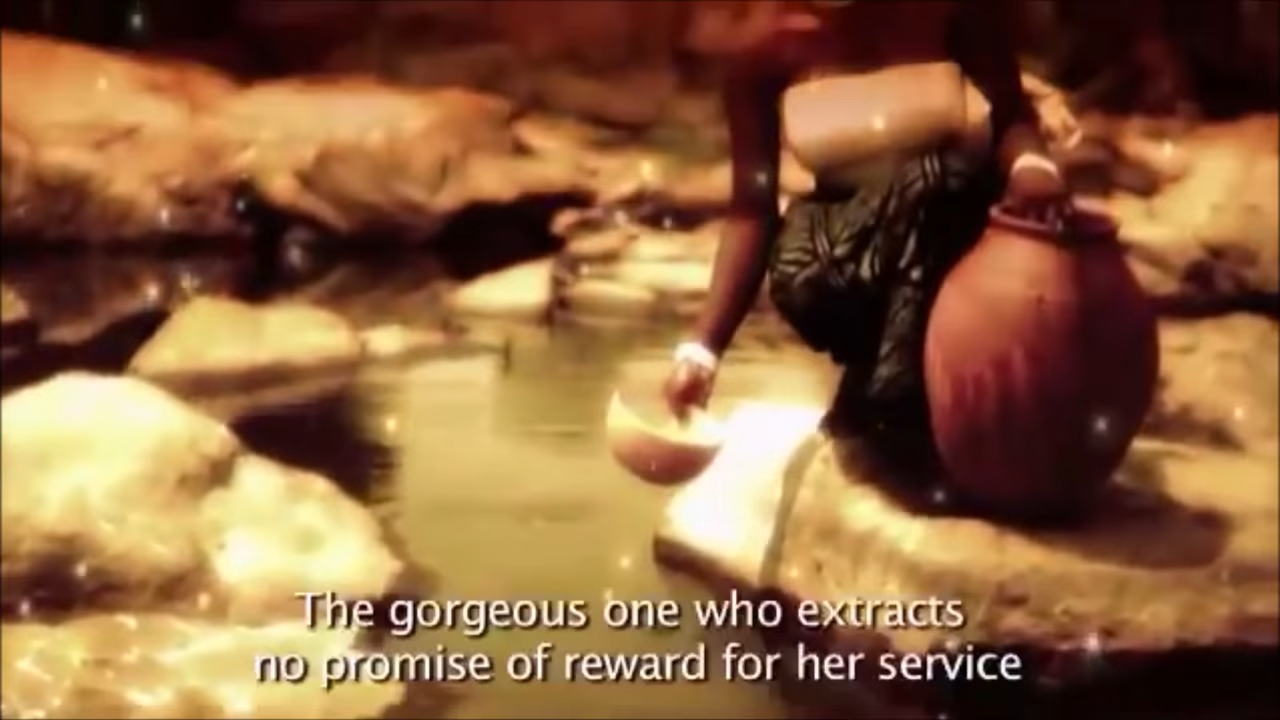 The gorgeous one who extracts
no promise of reward for her service